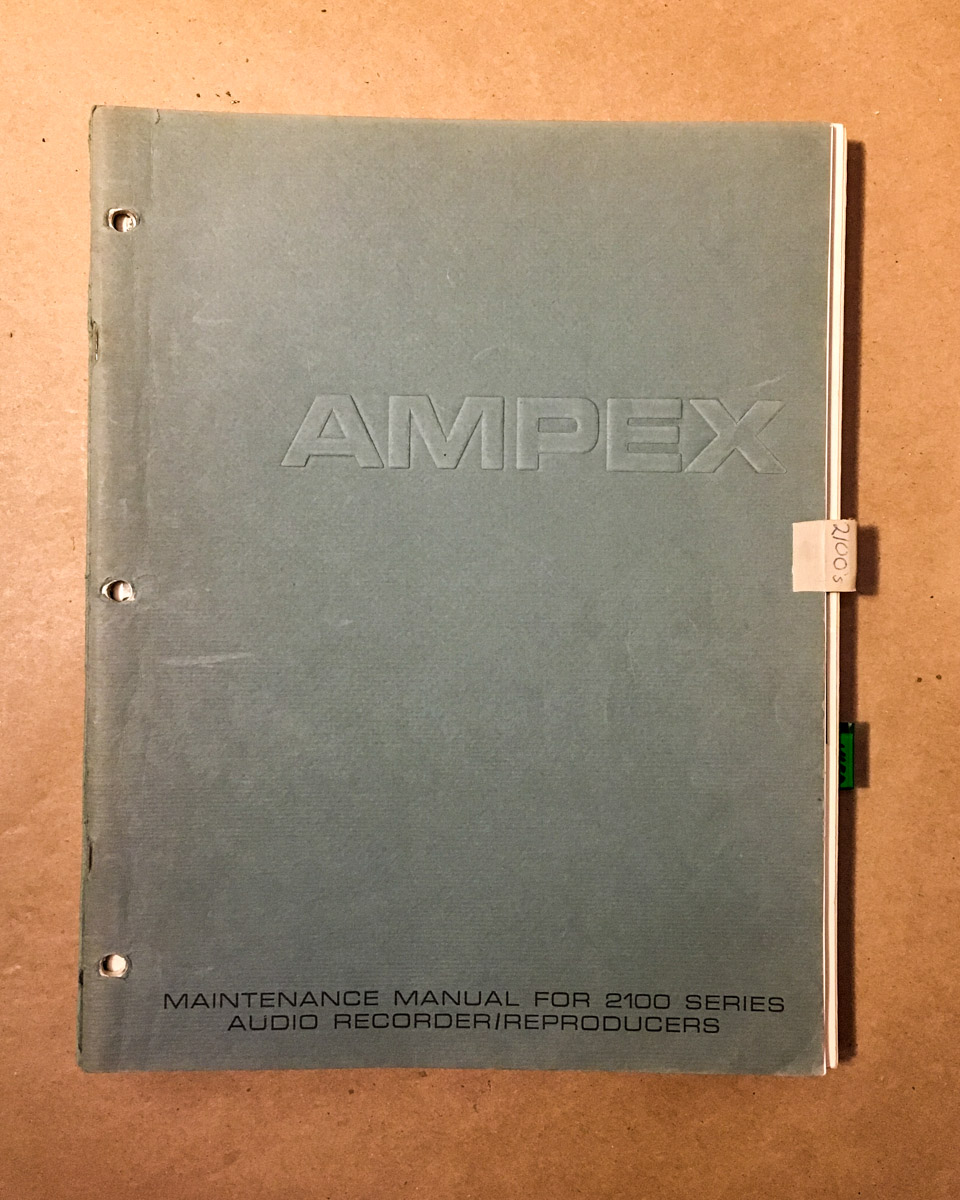 AMPEX
2100's
MAINTENANCE MANUAL FOR 2100 SERIES
AUDIO RECORDER/REPRODUCERS